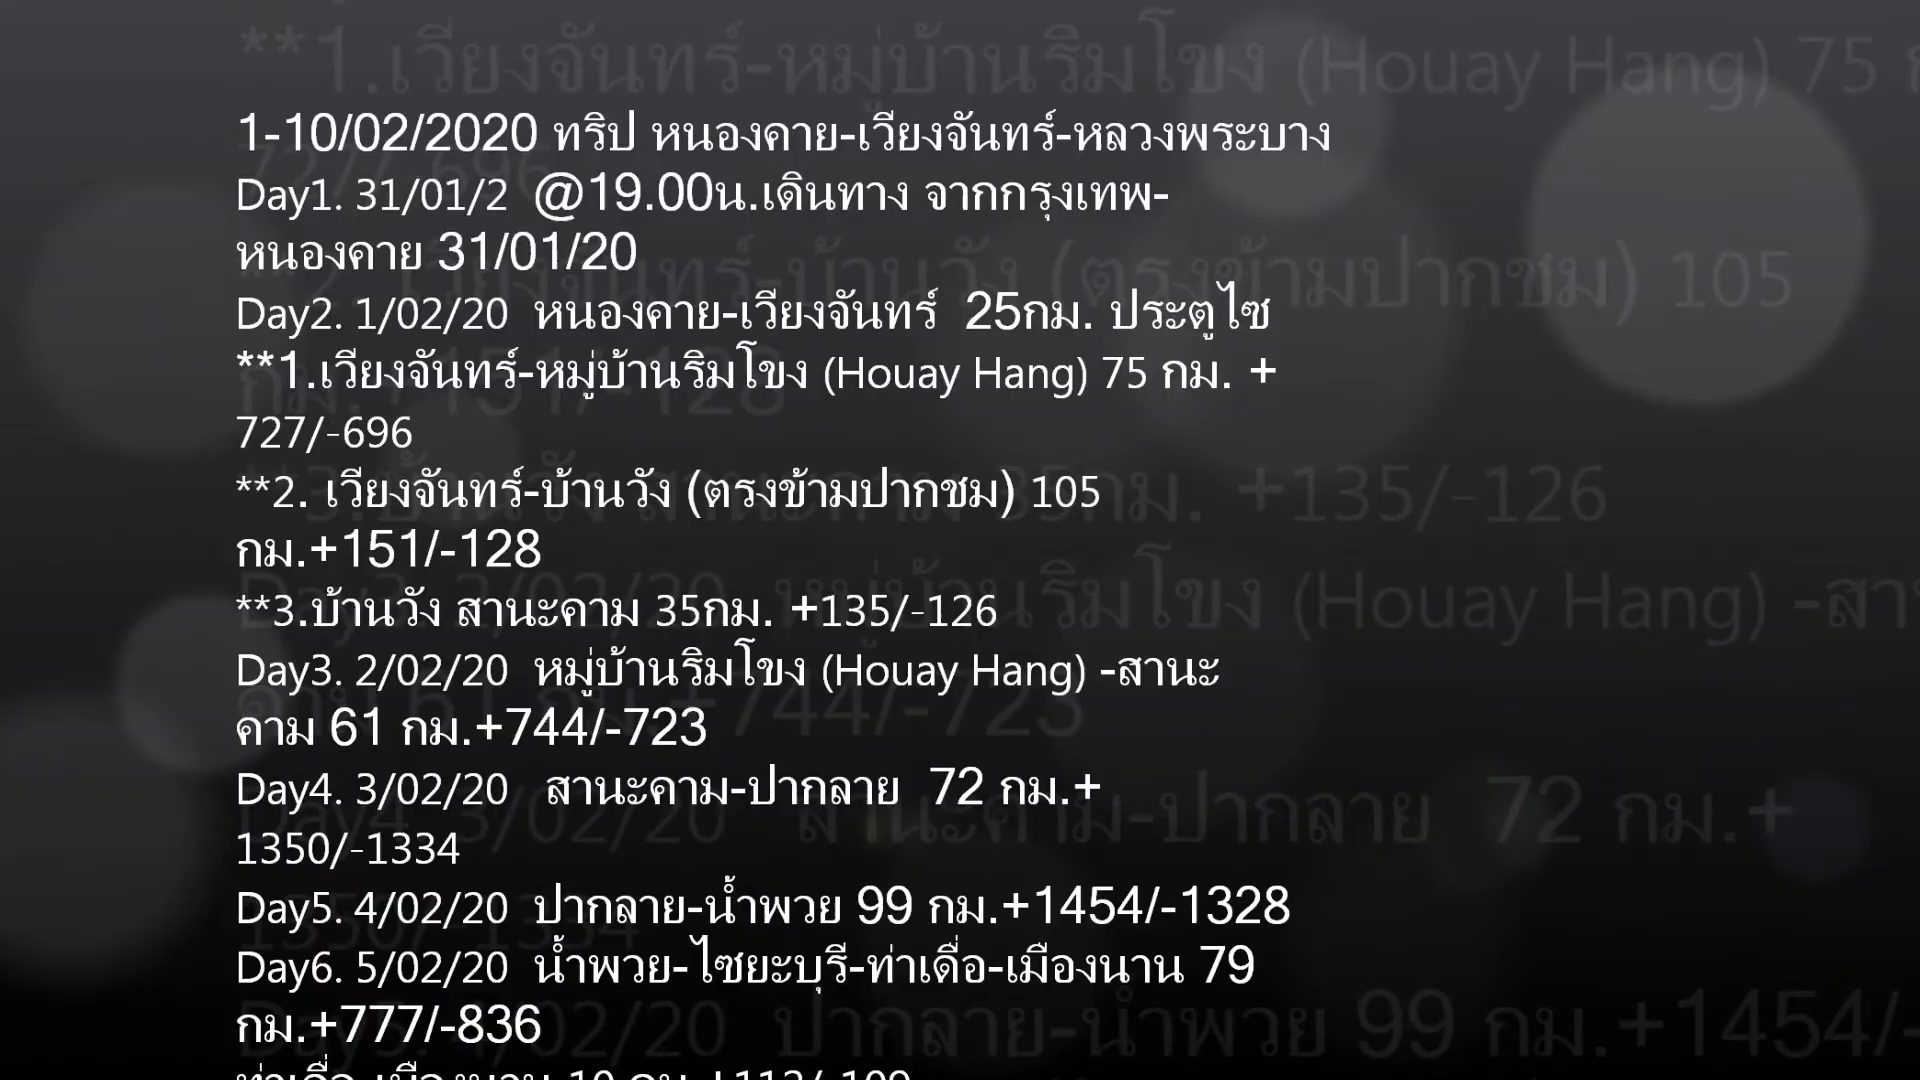 1-10/02/2020 ทริป หนองคาย-เวียงจันทร์-หลวงพระบาง
Day1. 31/01/2 @19.00น.เดินทาง จากกรุงเทพ-
หนองคาย 31/01/20
Day2. 1/02/20 หนองคาย-เวียงจันทร์ 25กม. ประตูไซ
**1.เวียงจันทร์-หมู่บ้านริมโขง (Houay Hang) 75 กม. +
727/-696
**2. เวียงจันทร์-บ้านวัง (ตรงข้ามปากชม) 105
กม.+151/-128
**3.บ้านวัง สานะคาม 35กม. +135/-126
Day3. 2/02/20 หมู่บ้านริมโขง (Houay Hang) -สานะ
คาม 61 กม.+744/-723
Day4. 3/02/20 สานะคาม-ปากลาย 72 กม.+
1350/-1334
Day5. 4/02/20 ปากลาย-น้ำพวย 99 กม.+1454/-1328
Day6. 5/02/20 น้ำพวย-ไซยะบุรี-ท่าเดื่อ-เมืองนาน 79
กม.+777/-836